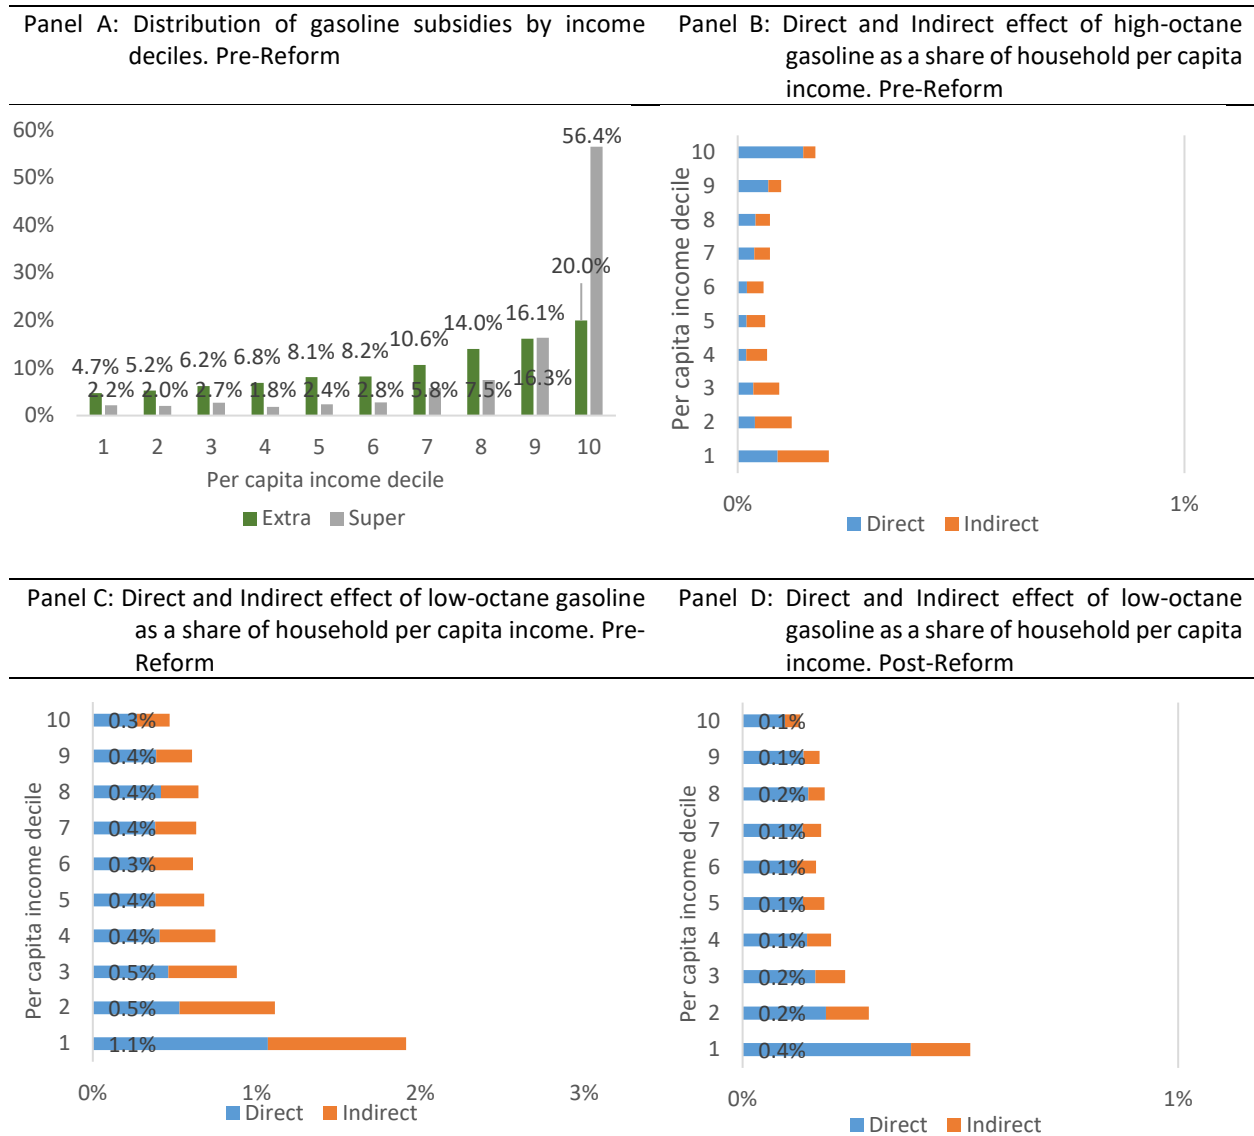 Panel A: Distribution of gasoline subsidies by income
deciles. Pre-Reform
Panel B: Direct and Indirect effect of high-octane
gasoline as a share of household per capita
income. Pre-Reform
60%
50%
40%
30%
20%
10%
0%
4.7%
5.2%
6.2%
6.8%
8.1%
8.2%
10.6%
14.0%
16.1%
20.0%
56.4%
2.2%
2.0%
2.7%
1.8%
2.4%
2.8%
5.8%
7.5%
16.3%
1 2 3 4 5 6 7 8 9 10
Per capita income decile
Extra Super
Per capita income decile
10
9
8
7
6
5
4
3
2
1
0% 1%
Direct Indirect
Panel C: Direct and Indirect effect of low-octane gasoline
as a share of household per capita income. Pre-
Reform
Panel D: Direct and Indirect effect of low-octane
gasoline as a share of household per capita
income. Post-Reform
Per capita income decile
10 0.3%
9 0.4%
8 0.4%
7 0.4%
6 0.3%
5 0.4%
4 0.4%
3 0.5%
2 0.5%
1 1.1%
0% 1% 2% 3%
Direct Indirect
Per capita income decile
10 0.1%
9 0.1%
8 0.2%
7 0.1%
6 0.1%
5 0.1%
4 0.1%
3 0.2%
2 0.2%
1 0.4%
0% 1%
Direct Indirect